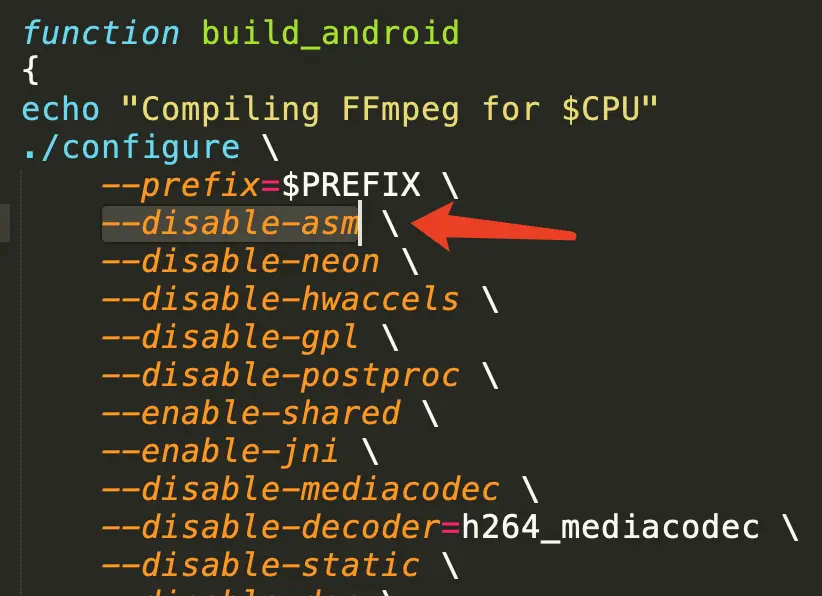 function build_android
{
echo "Compiling FFmpeg for $CPU"
./configure \
--prefix=$PREFIX \
--disable-asm \
--disable-neon \
--disable-hwaccels \
--disable-gpl \
--disable-postproc \
--enable-shared \
--enable-jni \
--disable-mediacodec \
--disable-decoder=h264_mediacodec \
--disable-static \